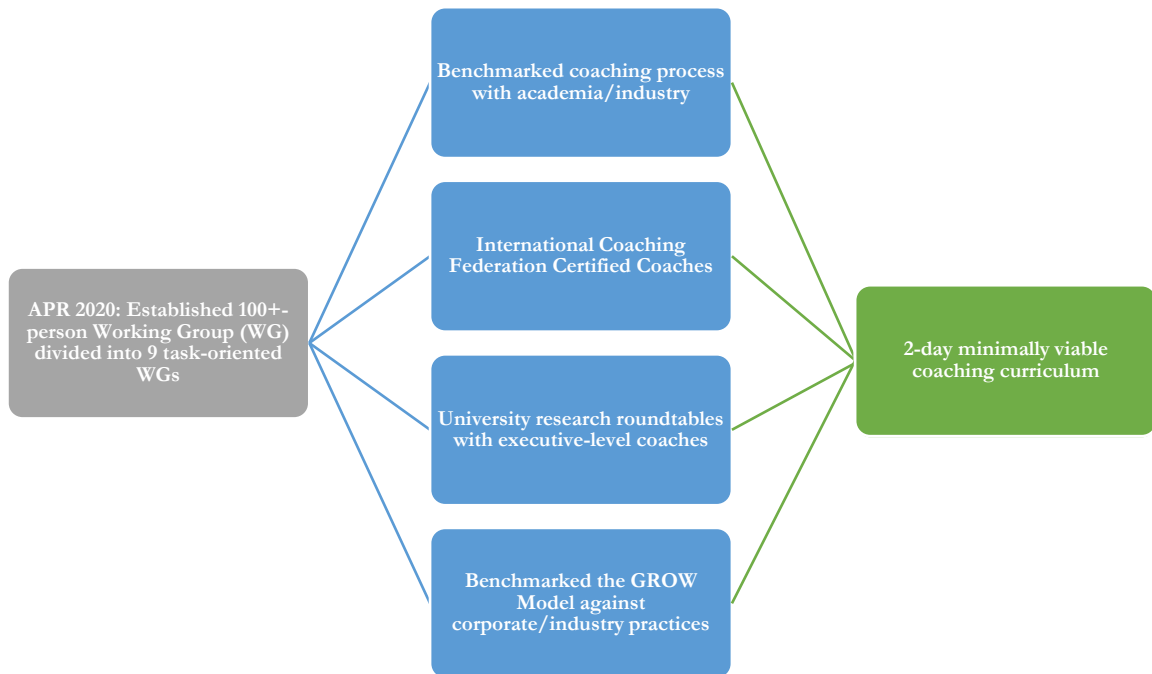 Benchmarked coaching process
with academia/industry
International Coaching
Federation Certified Coaches
APR 2020: Established 100+-
person Working Group (WG)
divided into 9 task-oriented
WGs
2-day minimally viable
coaching curriculum
University research roundtables
with executive-level coaches
Benchmarked the GROW
Model against
corporate/industry practices